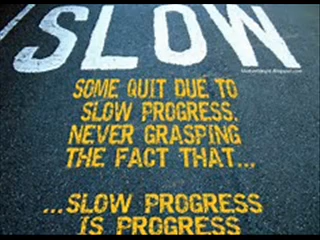 SLOW
SOME QUIT DUE TO
SLOW PROGRESS.
NEVER GRASPING
THE FACT THAT...
...SLOW PROGRESS
IS PROGRESS